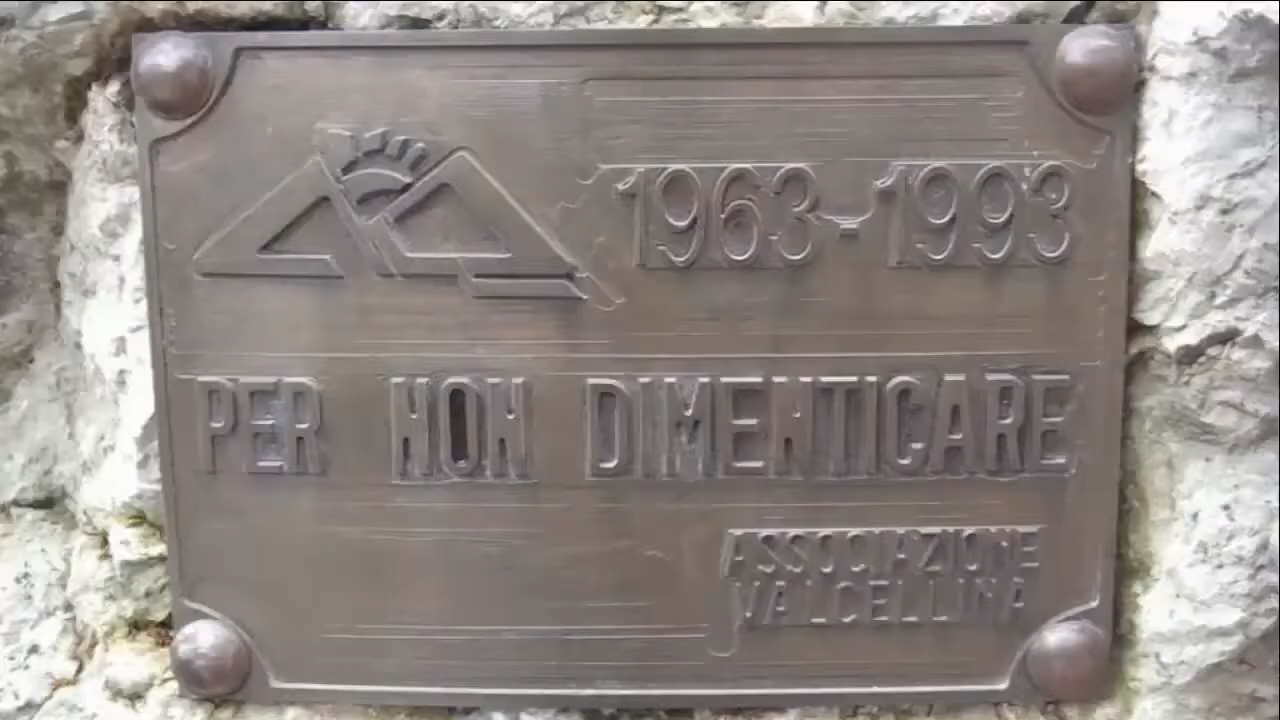 1963-1993
PER NON DIMENTICARE
ASSOCIAZIONE
VALCELLINA